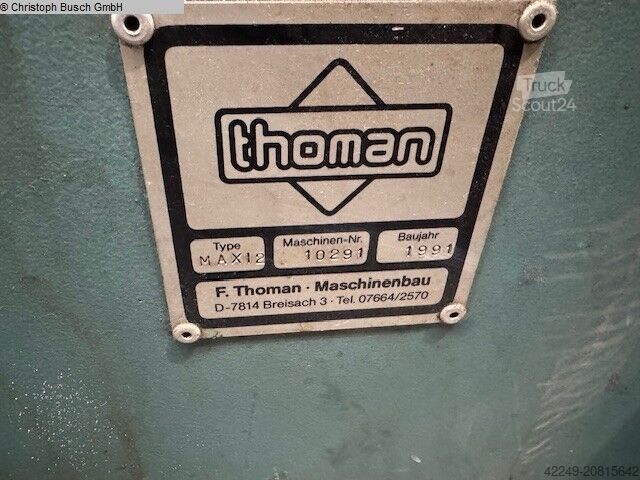 © Christoph Busch GmbH
Truck
Scout24
thoman
Type Maschinen-Nr. Baujahr
MAX12 10291 1991
F. Thoman · Maschinenbau
D-7814 Breisach 3 · Tel. 07664/2570
42249-20815642